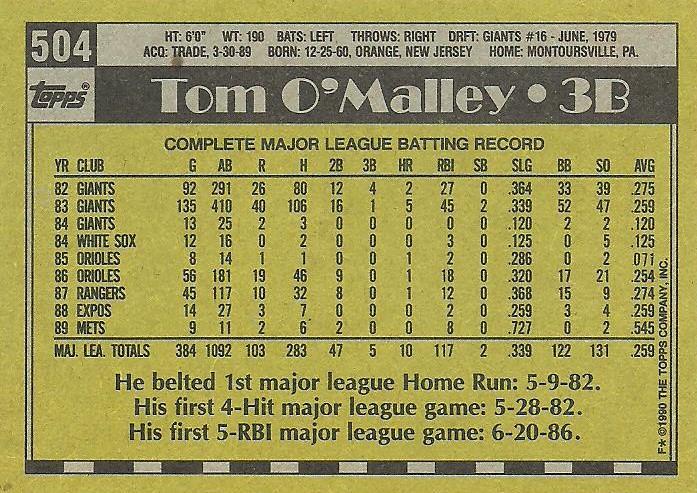 504
HT: 6'0" WT: 190 BATS: LEFT THROWS: RIGHT DRFT: GIANTS #16 - JUNE, 1979
ACQ: TRADE, 3-30-89 BORN: 12-25-60, ORANGE, NEW JERSEY HOME: MONTOURSVILLE, PA.
Topps®
Tom O'Malley • 3B
COMPLETE MAJOR LEAGUE BATTING RECORD
YR CLUB G AB R H 2B 3B HR RBI SB SLG BB SO AVG
82 GIANTS 92 291 26 80 12 4 2 27 0 .364 33 39 .275
83 GIANTS 135 410 40 106 16 1 5 45 2 .339 52 47 .259
84 GIANTS 13 25 2 3 0 0 0 0 0 .120 2 2 .120
84 WHITE SOX 12 16 0 2 0 0 0 3 0 .125 0 5 .125
85 ORIOLES 8 14 1 1 0 0 1 2 0 .286 0 2 .071
86 ORIOLES 56 181 19 46 9 0 1 18 0 .320 17 21 .254
87 RANGERS 45 117 10 32 8 0 1 12 0 .368 15 9 .274
88 EXPOS 14 27 3 7 0 0 0 2 0 .259 3 4 .259
89 METS 9 11 2 6 2 0 0 8 0 .727 0 2 .545
MAJ. LEA. TOTALS 384 1092 103 283 47 5 10 117 2 .339 122 131 .259
He belted 1st major league Home Run: 5-9-82.
His first 4-Hit major league game: 5-28-82.
His first 5-RBI major league game: 6-20-86.
F* ©1990 THE TOPPS COMPANY, INC.